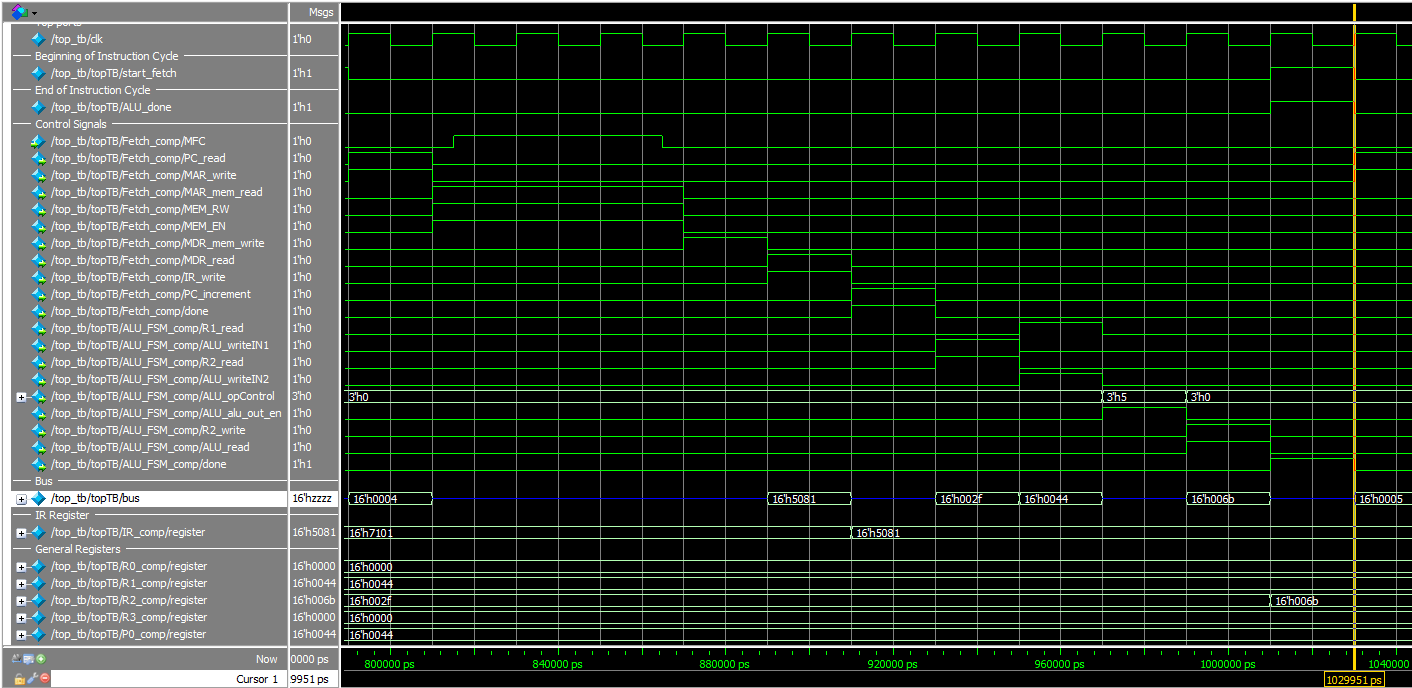 Msgs
Top ports
/top_tb/clk 1'h0
Beginning of Instruction Cycle
/top_tb/topTB/start_fetch 1'h1
End of Instruction Cycle
/top_tb/topTB/ALU_done 1'h1
Control Signals
/top_tb/topTB/Fetch_comp/MFC 1'h0
/top_tb/topTB/Fetch_comp/PC_read 1'h0
/top_tb/topTB/Fetch_comp/MAR_write 1'h0
/top_tb/topTB/Fetch_comp/MAR_mem_read 1'h0
/top_tb/topTB/Fetch_comp/MEM_RW 1'h0
/top_tb/topTB/Fetch_comp/MEM_EN 1'h0
/top_tb/topTB/Fetch_comp/MDR_mem_write 1'h0
/top_tb/topTB/Fetch_comp/MDR_read 1'h0
/top_tb/topTB/Fetch_comp/IR_write 1'h0
/top_tb/topTB/Fetch_comp/PC_increment 1'h0
/top_tb/topTB/Fetch_comp/done 1'h0
/top_tb/topTB/ALU_FSM_comp/R1_read 1'h0
/top_tb/topTB/ALU_FSM_comp/ALU_writeIN1 1'h0
/top_tb/topTB/ALU_FSM_comp/R2_read 1'h0
/top_tb/topTB/ALU_FSM_comp/ALU_writeIN2 1'h0
/top_tb/topTB/ALU_FSM_comp/ALU_opControl 3'h0 3'h0 3'h5 3'h0
/top_tb/topTB/ALU_FSM_comp/ALU_alu_out_en 1'h0
/top_tb/topTB/ALU_FSM_comp/R2_write 1'h0
/top_tb/topTB/ALU_FSM_comp/ALU_read 1'h0
/top_tb/topTB/ALU_FSM_comp/done 1'h1
Bus
/top_tb/topTB/bus 16'hzzzz 16'h0004 16'h5081 16'h002f 16'h0044 16'h006b 16'h0005
IR Register
/top_tb/topTB/IR_comp/register 16'h5081 16'h7101 16'h5081
General Registers
/top_tb/topTB/R0_comp/register 16'h0000 16'h0000
/top_tb/topTB/R1_comp/register 16'h0044 16'h0044
/top_tb/topTB/R2_comp/register 16'h006b 16'h002f 16'h006b
/top_tb/topTB/R3_comp/register 16'h0000 16'h0000
/top_tb/topTB/P0_comp/register 16'h0044 16'h0044
Now 0000 ps 800000 ps 840000 ps 880000 ps 920000 ps 960000 ps 1000000 ps 1040000
Cursor 1 9951 ps 1029951 ps